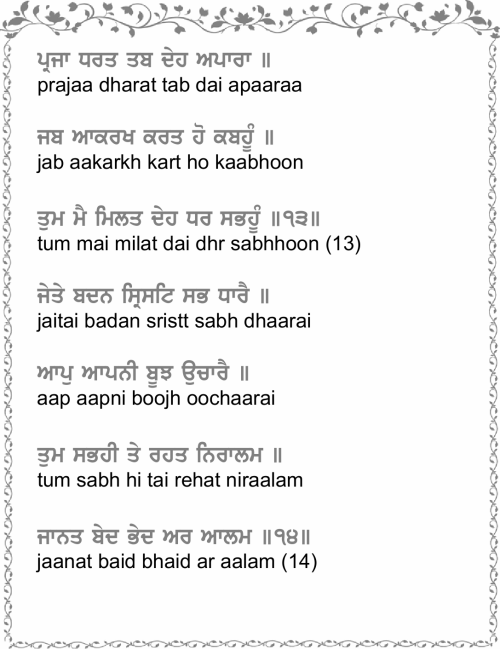 ਪ੍ਰਜਾ ਧਰਤ ਤਬ ਦੇਹ ਅਪਾਰਾ ॥
prajaa dharat tab dai apaaraa
ਜਬ ਆਕਰਖ ਕਰਤ ਹੋ ਕਬਹੂੰ ॥
jab aakarkh kart ho kaabhoon
ਤੁਮ ਮੈ ਮਿਲਤ ਦੇਹ ਧਰ ਸਭਹੂੰ ॥੧੩॥
tum mai milat dai dhr sabhhoon (13)
ਜੇਤੇ ਬਦਨ ਸ੍ਰਿਸਟਿ ਸਭ ਧਾਰੈ ॥
jaitai badan sristt sabh dhaarai
ਆਪੁ ਆਪਨੀ ਬੂਝ ਉਚਾਰੈ ॥
aap aapni boojh oochaarai
ਤੁਮ ਸਭਹੀ ਤੇ ਰਹਤ ਨਿਰਾਲਮ ॥
tum sabh hi tai rehat niraalam
ਜਾਨਤ ਬੇਦ ਭੇਦ ਅਰ ਆਲਮ ॥੧੪॥
jaanat baid bhaid ar aalam (14)